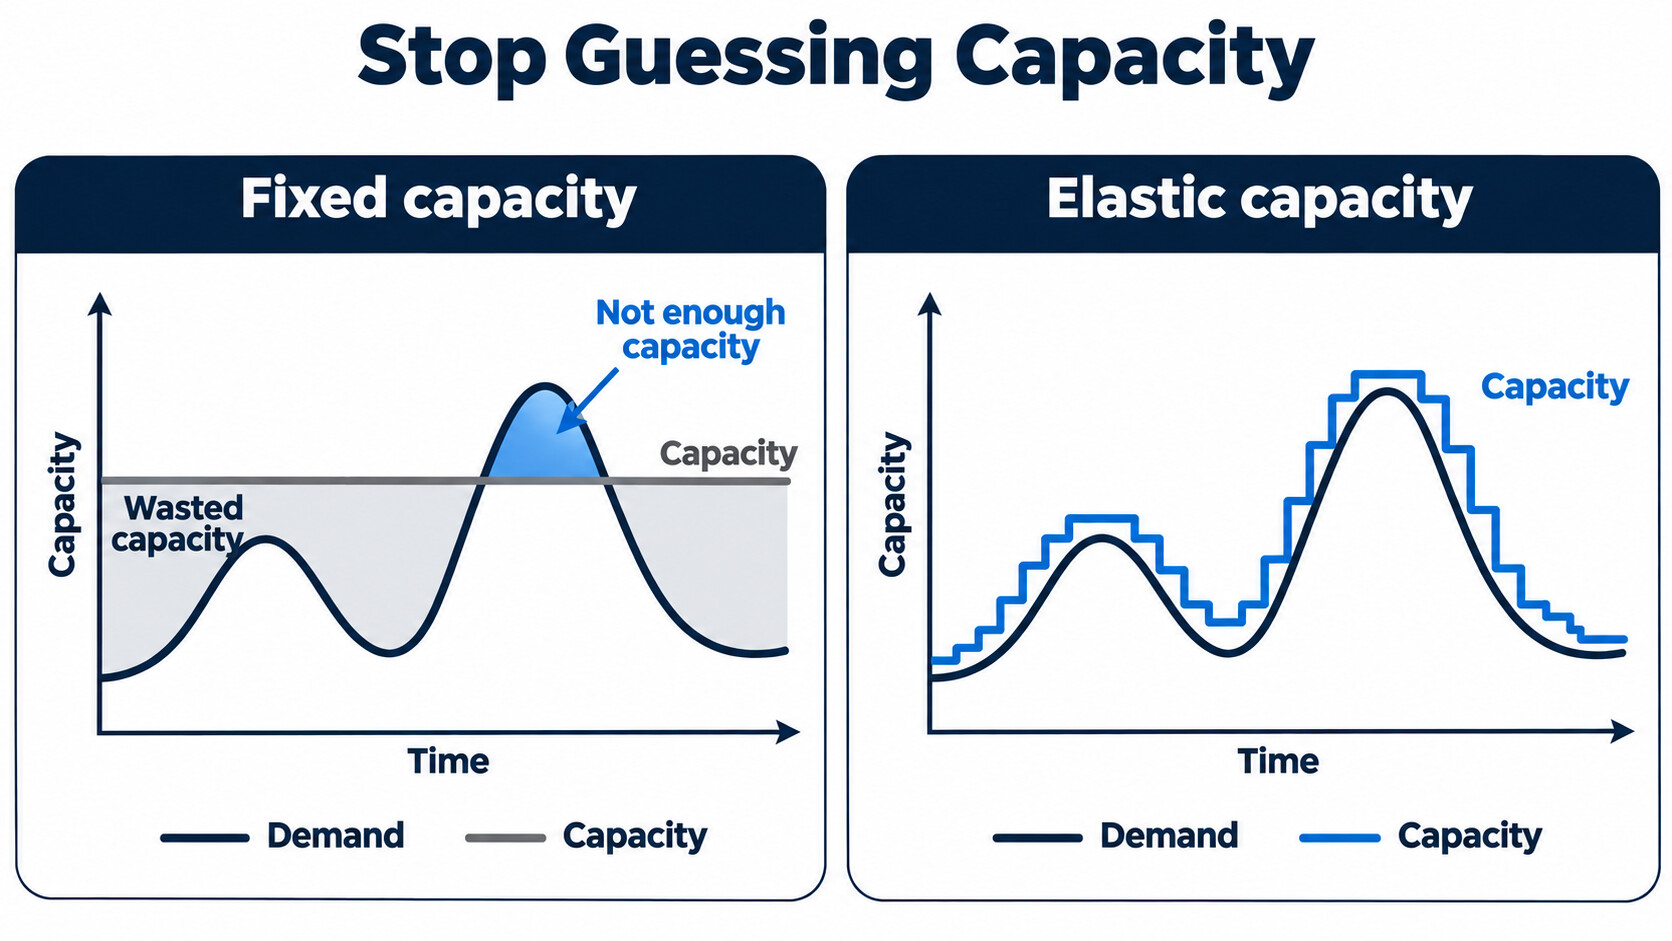 Stop Guessing Capacity
Fixed capacity
Not enough
capacity
Capacity
Wasted
capacity
Capacity
Time
Demand
Capacity
Elastic capacity
Capacity
Capacity
Time
Demand
Capacity